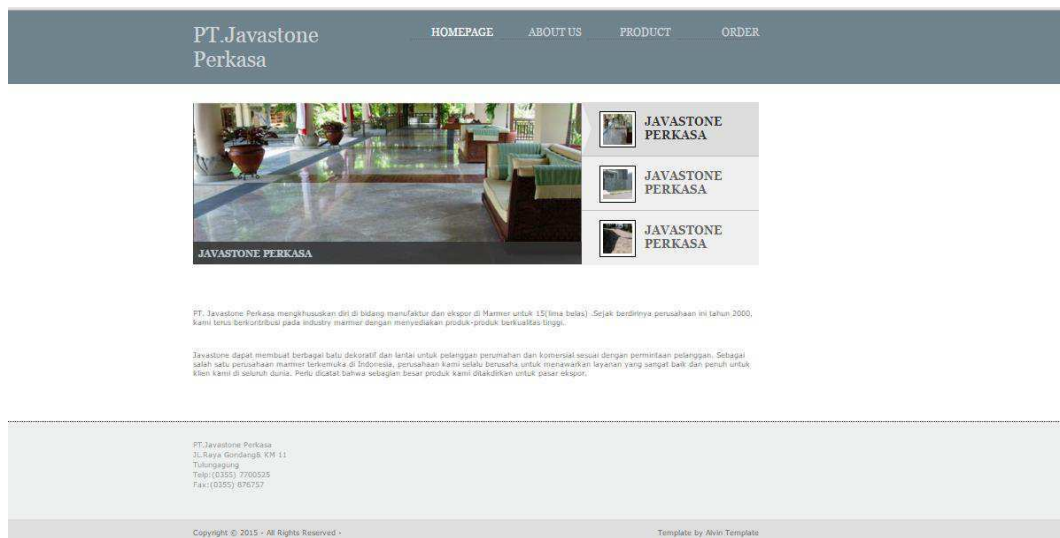 PT.Javastone
Perkasa
HOMEPAGE ABOUT US PRODUCT ORDER
JAVASTONE
PERKASA
JAVASTONE
PERKASA
JAVASTONE
PERKASA
JAVASTONE PERKASA
PT. Javastone Perkasa mengkhususkan diri di bidang manufaktur dan ekspor di Marmer untuk 15(lima belas) .Sejak berdirinya perusahaan ini tahun 2000,
kami terus berkontribusi pada industry marmer dengan menyediakan produk-produk berkualitas tinggi.
Javastone dapat membuat berbagai batu dekoratif dan lantai untuk pelanggan perumahan dan komersial sesuai dengan permintaan pelanggan. Sebagai
salah satu perusahaan marmer terkemuka di Indonesia, perusahaan kami selalu berusaha untuk menawarkan layanan yang sangat baik dan penuh untuk
klien kami di seluruh dunia. Perlu dicatat bahwa sebagian besar produk kami ditakdirkan untuk pasar ekspor.
PT.Javastone Perkasa
JL.Raya Gondang8 KM 11
Tulungagung
Telp:(0355) 7700525
Fax:(0355) 876757
Copyright © 2015 - All Rights Reserved -
Template by Alvin Template